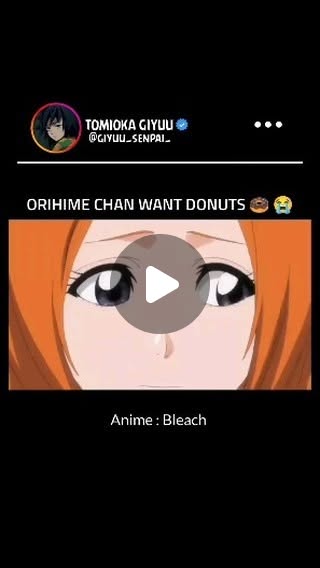 TOMIOKA GIYUU
@GIYUU_SENPAI_
ORIHIME CHAN WANT DONUTS 🍩😭
Anime : Bleach